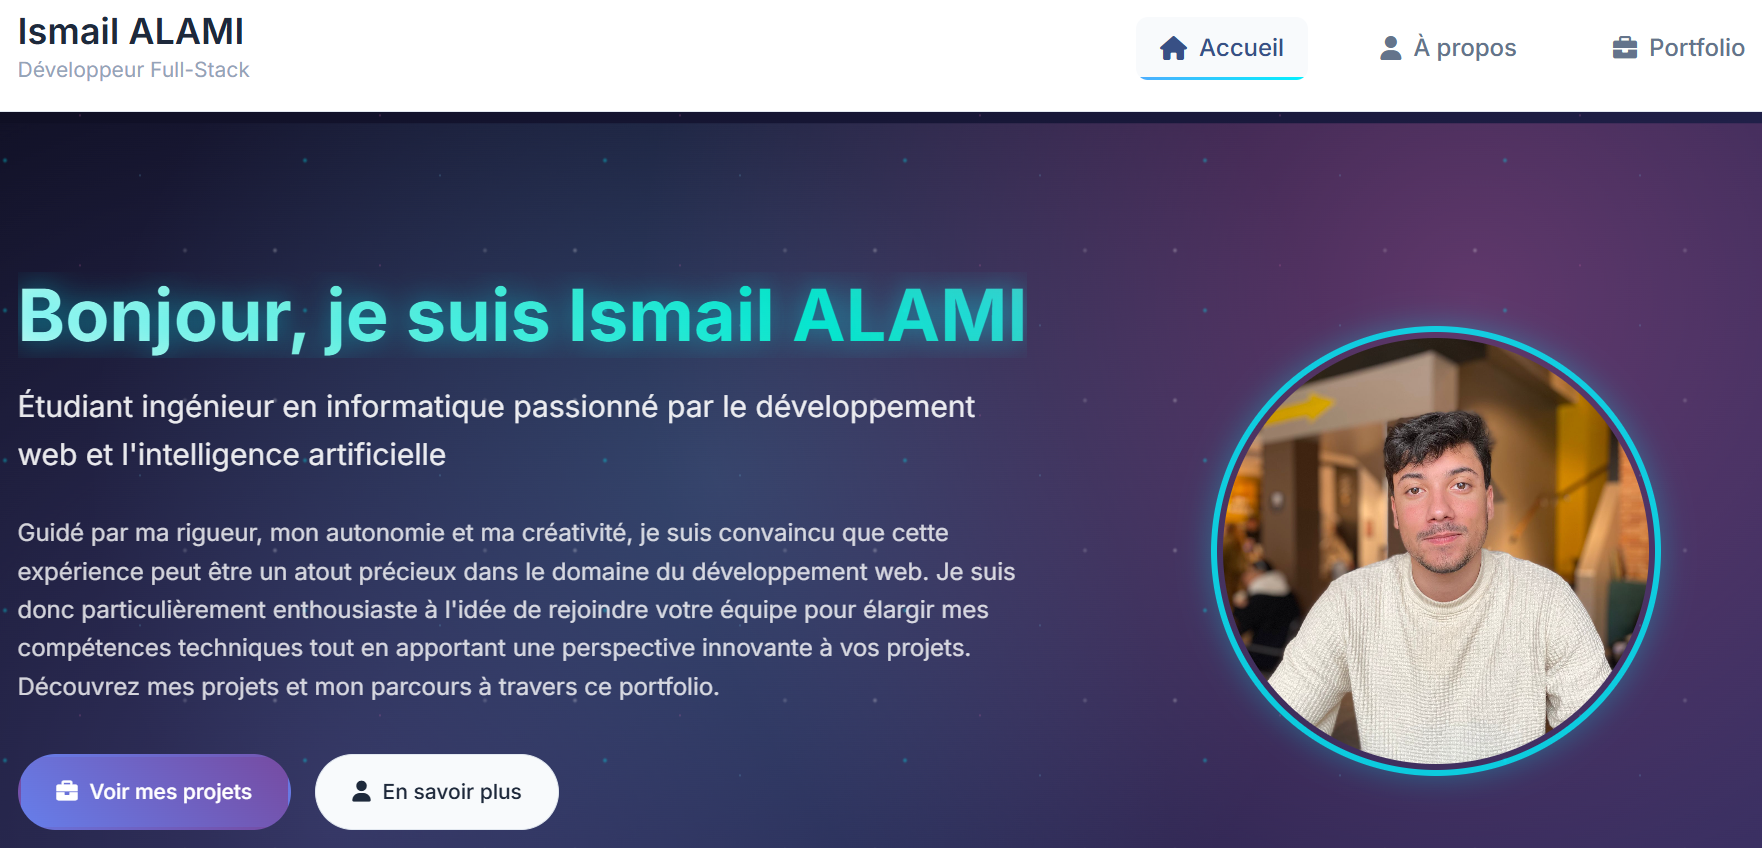 Ismail ALAMI
Développeur Full-Stack
Accueil
À propos
Portfolio
Bonjour, je suis Ismail ALAMI
Étudiant ingénieur en informatique passionné par le développement
web et l'intelligence artificielle
Guidé par ma rigueur, mon autonomie et ma créativité, je suis convaincu que cette
expérience peut être un atout précieux dans le domaine du développement web. Je suis
donc particulièrement enthousiaste à l'idée de rejoindre votre équipe pour élargir mes
compétences techniques tout en apportant une perspective innovante à vos projets.
Découvrez mes projets et mon parcours à travers ce portfolio.
Voir mes projets
En savoir plus